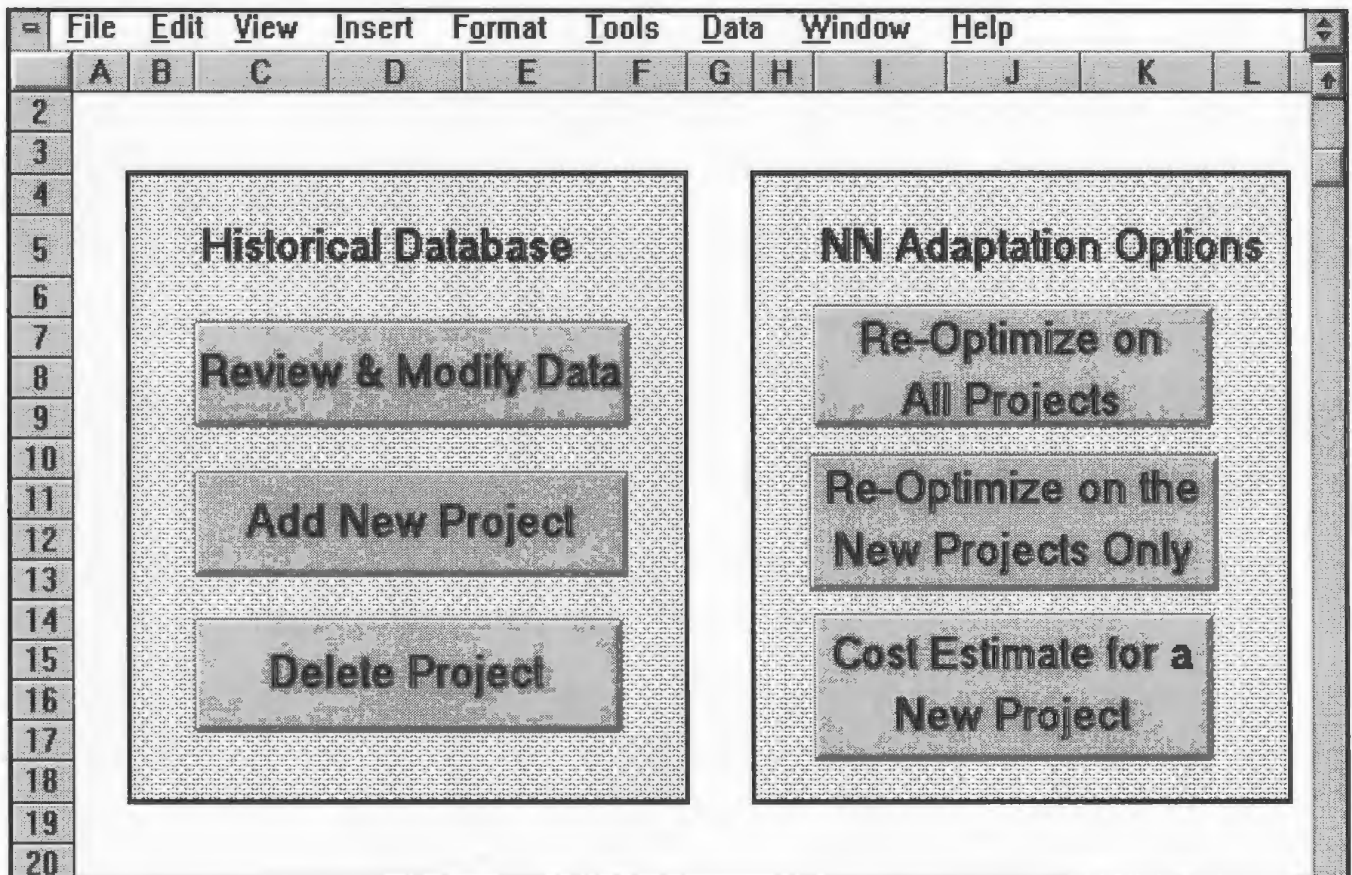 File Edit View Insert Format Tools Data Window Help
A B C D E F G H I J K L
2
3
4
5
6
7
8
9
10
11
12
13
14
15
16
17
18
19
20
Historical Database
Review & Modify Data
Add New Project
Delete Project
NN Adaptation Options
Re-Optimize on
All Projects
Re-Optimize on the
New Projects Only
Cost Estimate for a
New Project